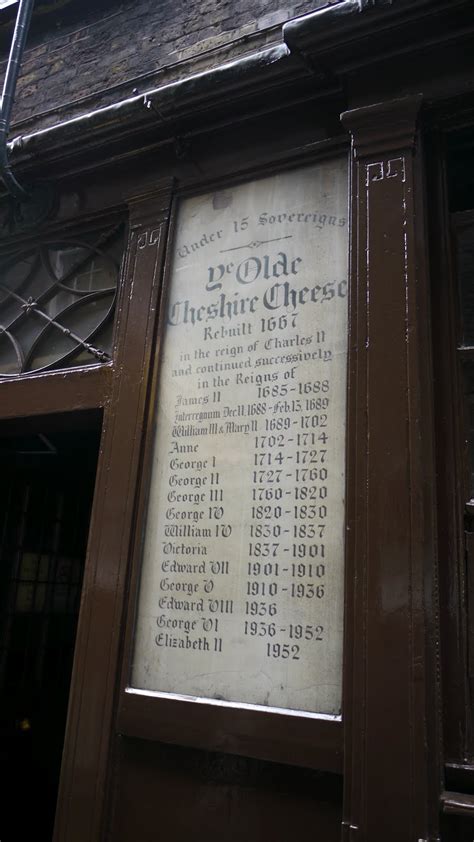 Under 15 Sovereigns
Ye Olde
Cheshire Cheese
Rebuilt 1667
in the reign of Charles II
and continued successively
in the Reigns of
James II 1685-1688
Interregnum Dec. 11. 1688 - Feb. 13. 1689
William III & Mary II 1689-1702
Anne 1702-1714
George I 1714-1727
George II 1727-1760
George III 1760-1820
George IV 1820-1830
William IV 1830-1837
Victoria 1837-1901
Edward VII 1901-1910
George V 1910-1936
Edward VIII 1936
George VI 1936-1952
Elizabeth II 1952